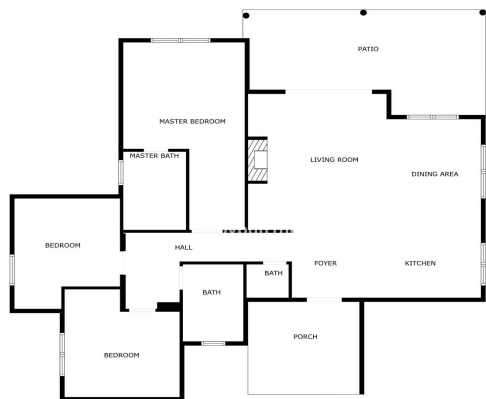 PATIO
MASTER BEDROOM
MASTER BATH
LIVING ROOM
DINING AREA
BEDROOM
HALL
BATH
FOYER
KITCHEN
BATH
PORCH
BEDROOM